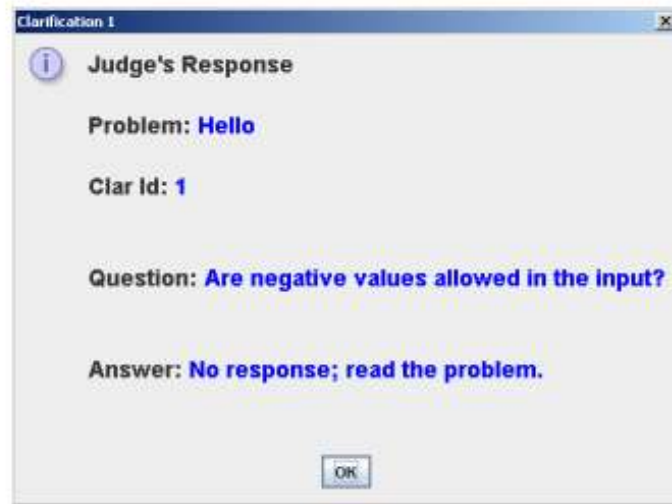 Clarification 1
Judge's Response
Problem: Hello
Clar Id: 1
Question: Are negative values allowed in the input?
Answer: No response; read the problem.
OK